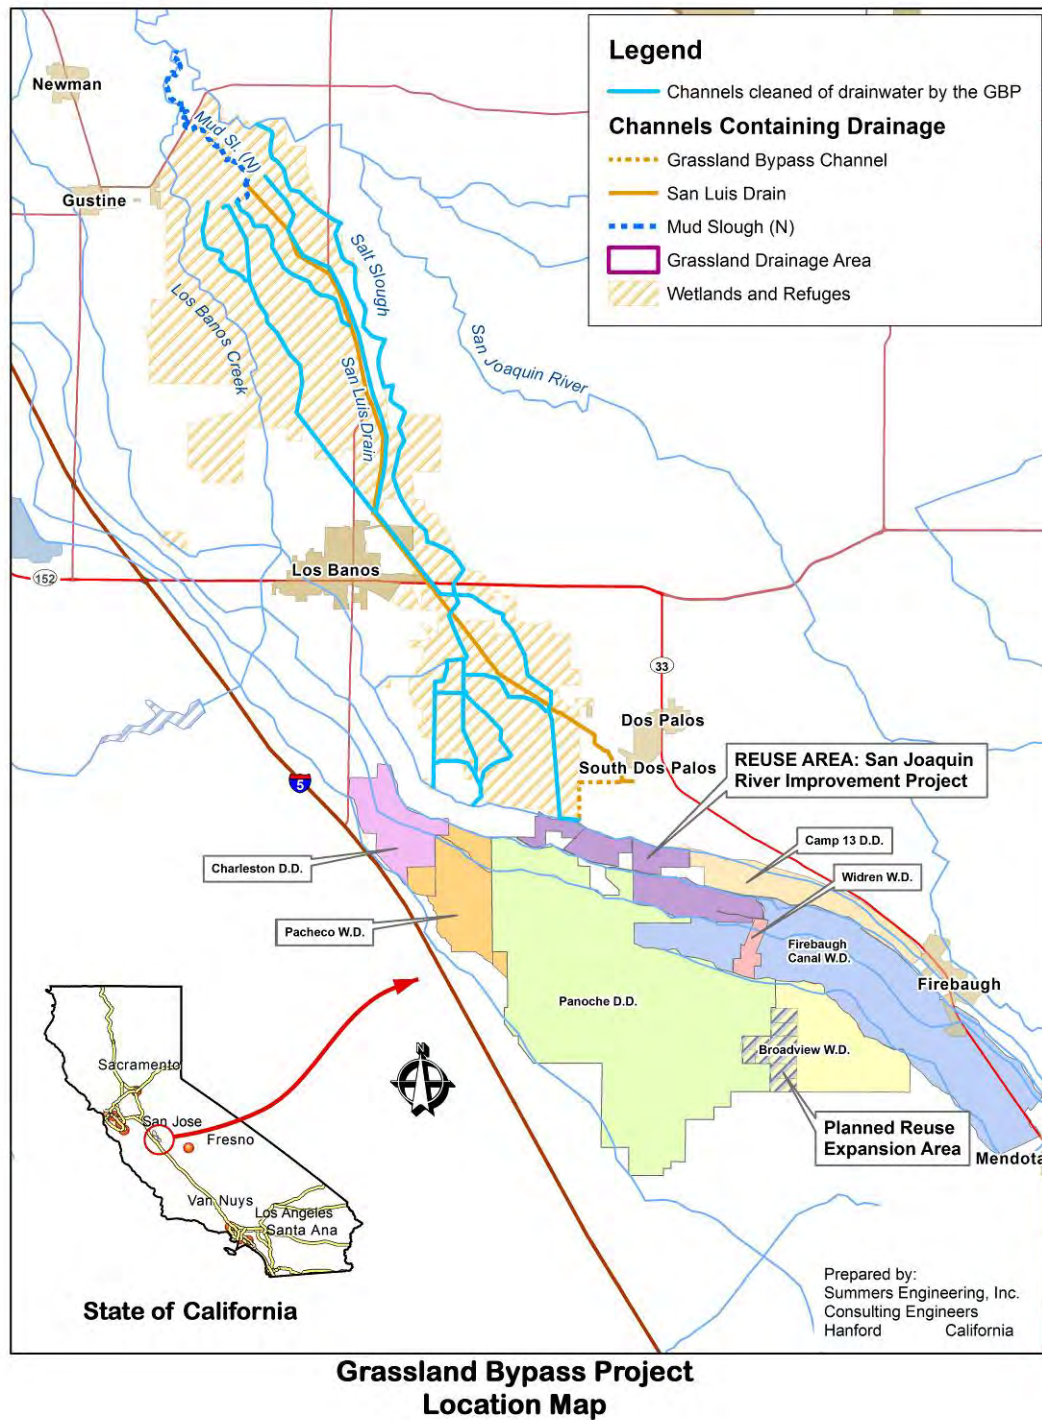 Legend
Channels cleaned of drainwater by the GBP
Channels Containing Drainage
Grassland Bypass Channel
San Luis Drain
Mud Slough (N)
Grassland Drainage Area
Wetlands and Refuges
Newman
Mud Sl. (N)
Gustine
Salt Slough
Los Banos Creek
San Joaquin River
San Luis Drain
Los Banos
152
33
Dos Palos
South Dos Palos
REUSE AREA: San Joaquin
River Improvement Project
5
Camp 13 D.D.
Charleston D.D.
Widren W.D.
Pacheco W.D.
Firebaugh
Canal W.D.
Firebaugh
Panoche D.D.
Broadview W.D.
N
Planned Reuse
Expansion Area
Mendota
Sacramento
San Jose
Fresno
Van Nuys
Los Angeles
Santa Ana
State of California
Prepared by:
Summers Engineering, Inc.
Consulting Engineers
Hanford California
Grassland Bypass Project
Location Map